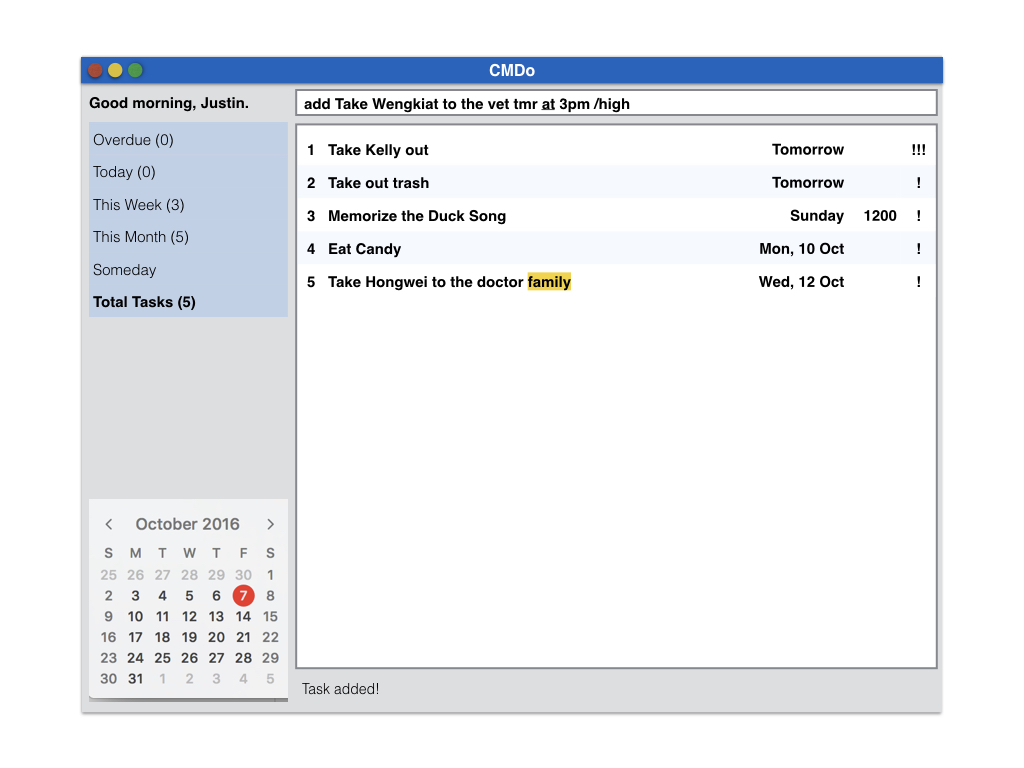 CMDo
Good morning, Justin.
add Take Wengkiat to the vet tmr at 3pm /high
Overdue (0)
Today (0)
This Week (3)
This Month (5)
Someday
Total Tasks (5)
1 Take Kelly out Tomorrow !!!
2 Take out trash Tomorrow !
3 Memorize the Duck Song Sunday 1200 !
4 Eat Candy Mon, 10 Oct !
5 Take Hongwei to the doctor family Wed, 12 Oct !
October 2016
S M T W T F S
25 26 27 28 29 30 1
2 3 4 5 6 7 8
9 10 11 12 13 14 15
16 17 18 19 20 21 22
23 24 25 26 27 28 29
30 31 1 2 3 4 5
Task added!